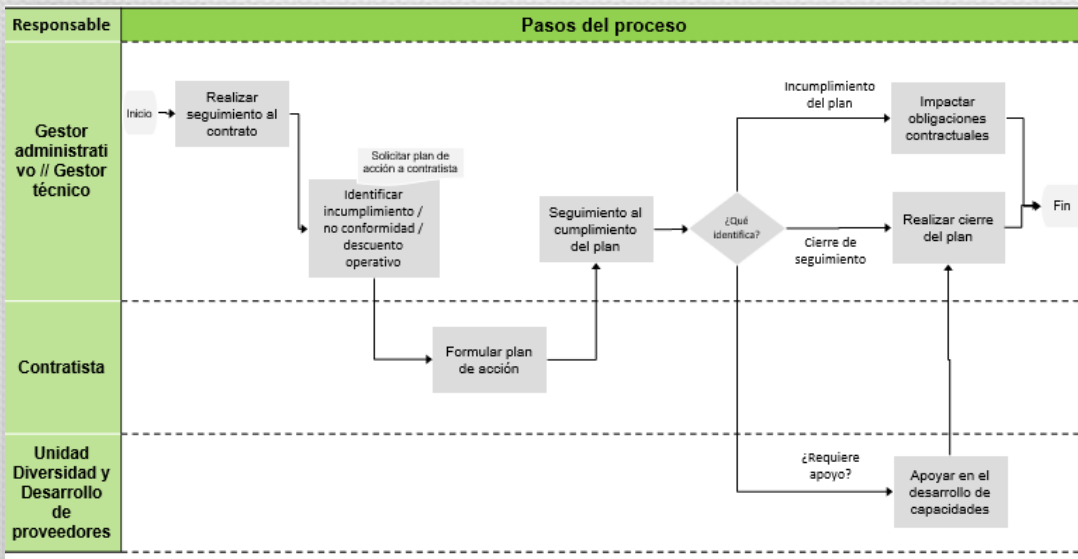 Responsable
Pasos del proceso
Gestor
administrati
vo // Gestor
técnico
Inicio
Realizar
seguimiento al
contrato
Solicitar plan de
acción a contratista
Identificar
incumplimiento /
no conformidad /
descuento
operativo
Seguimiento al
cumplimiento
del plan
¿Qué
identifica?
Incumplimiento
del plan
Impactar
obligaciones
contractuales
Cierre de
seguimiento
Realizar cierre
del plan
Fin
Contratista
Formular plan
de acción
Unidad
Diversidad y
Desarrollo
de
proveedores
¿Requiere
apoyo?
Apoyar en el
desarrollo de
capacidades